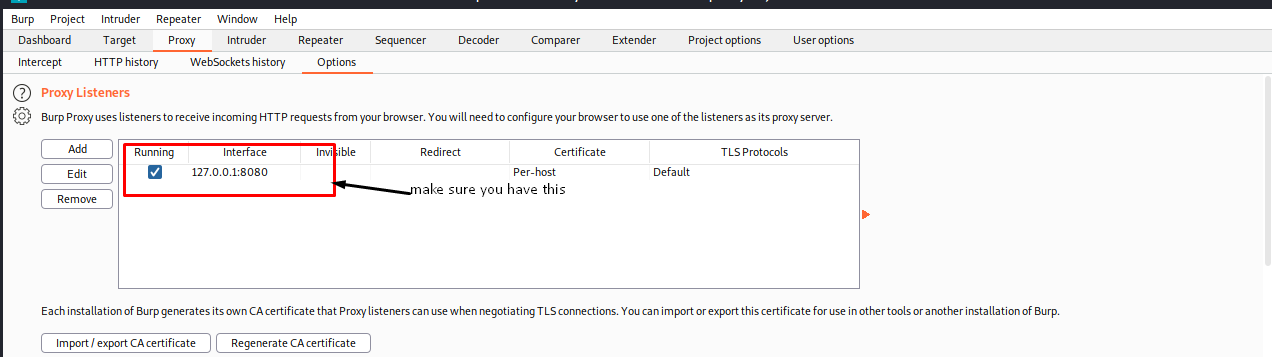 Burp Project Intruder Repeater Window Help
Dashboard Target Proxy Intruder Repeater Sequencer Decoder Comparer Extender Project options User options
Intercept HTTP history WebSockets history Options
? Proxy Listeners
Burp Proxy uses listeners to receive incoming HTTP requests from your browser. You will need to configure your browser to use one of the listeners as its proxy server.
Add Running Interface Invisible Redirect Certificate TLS Protocols
Edit 127.0.0.1:8080 Per-host Default
make sure you have this
Remove
Each installation of Burp generates its own CA certificate that Proxy listeners can use when negotiating TLS connections. You can import or export this certificate for use in other tools or another installation of Burp.
Import / export CA certificate Regenerate CA certificate